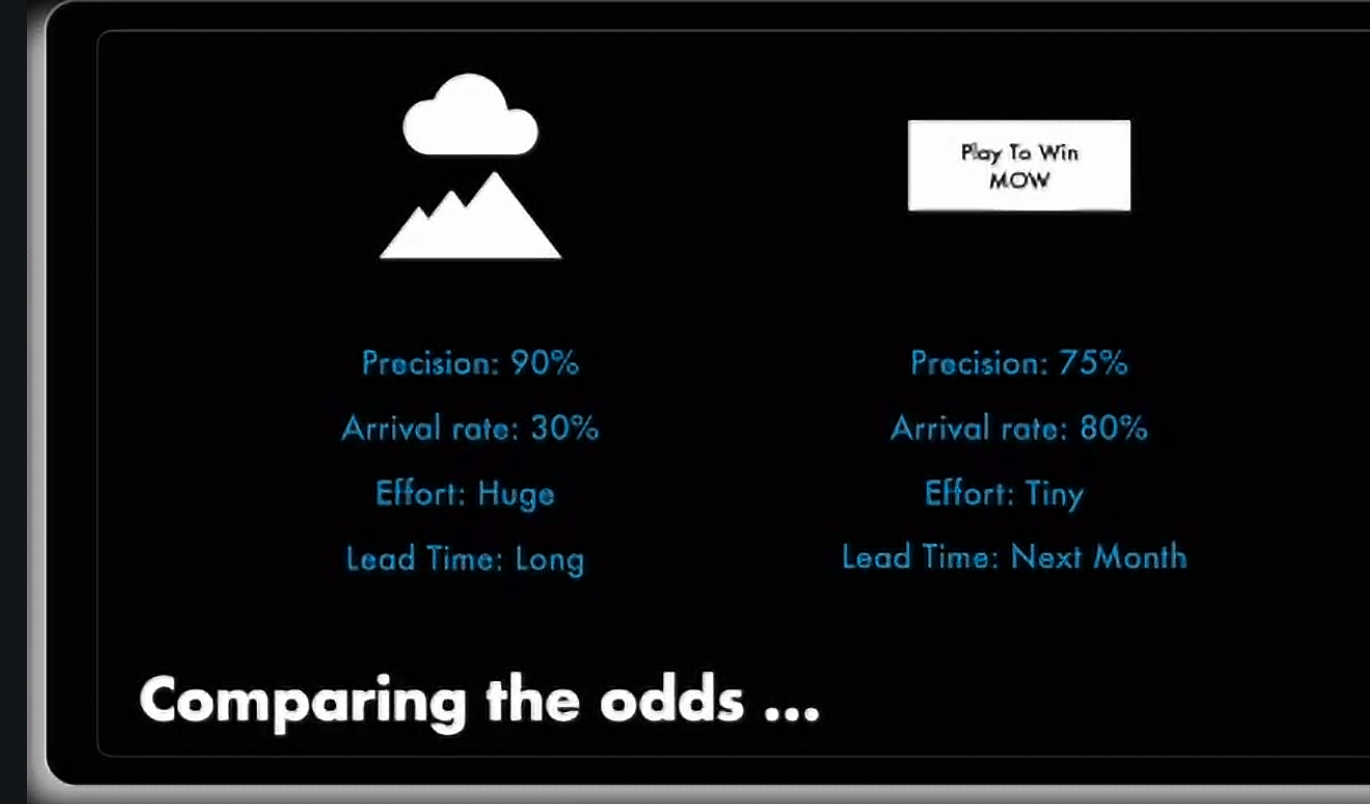 Play To Win
MOW
Precision: 90%
Arrival rate: 30%
Effort: Huge
Lead Time: Long
Precision: 75%
Arrival rate: 80%
Effort: Tiny
Lead Time: Next Month
Comparing the odds ...